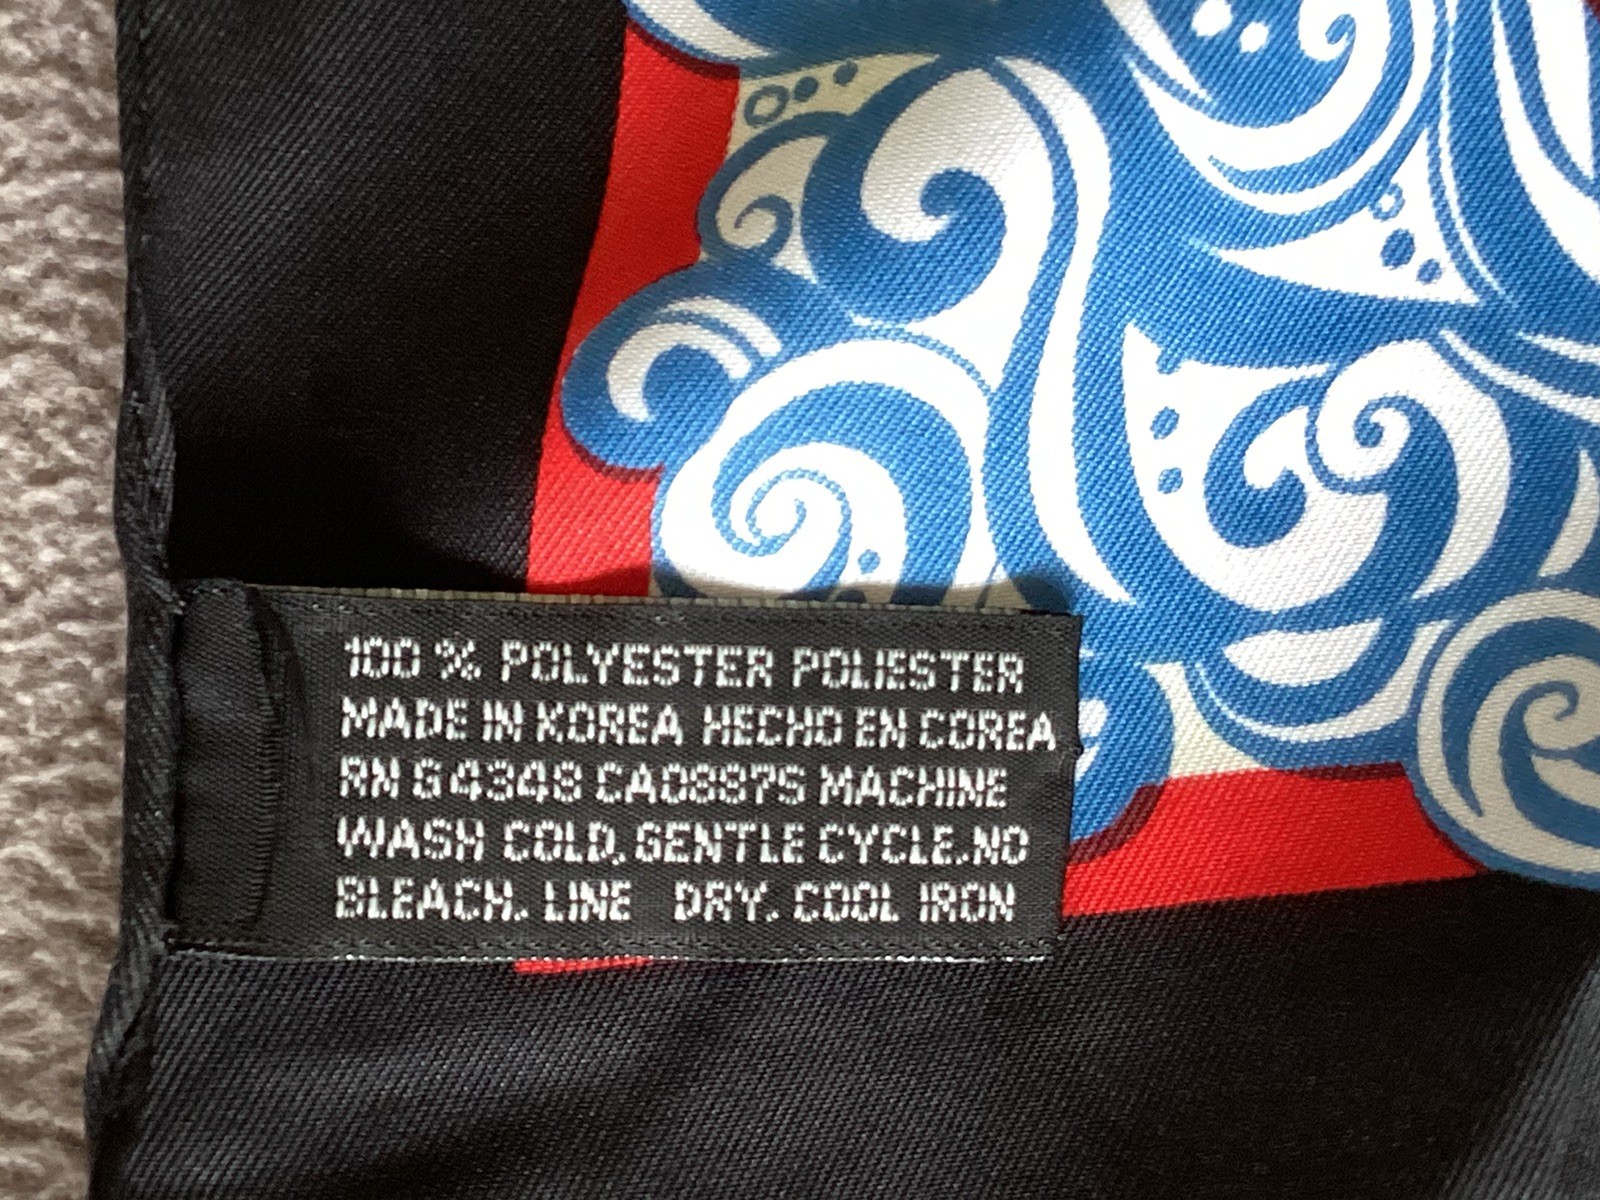 100 % POLYESTER POLIESTER
MADE IN KOREA HECHO EN COREA
RN 64348 CA08875 MACHINE
WASH COLD, GENTLE CYCLE.NO
BLEACH. LINE DRY. COOL IRON